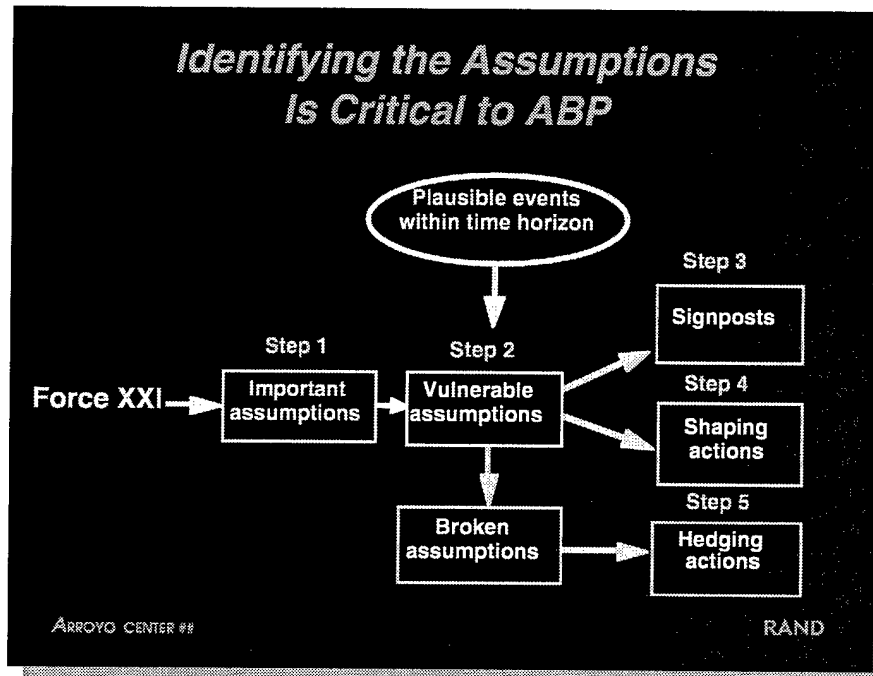 Identifying the Assumptions
Is Critical to ABP
Plausible events
within time horizon
Step 3
Signposts
Step 1
Step 2
Force XXI
Important
assumptions
Vulnerable
assumptions
Step 4
Shaping
actions
Step 5
Broken
assumptions
Hedging
actions
ARROYO CENTER ##
RAND